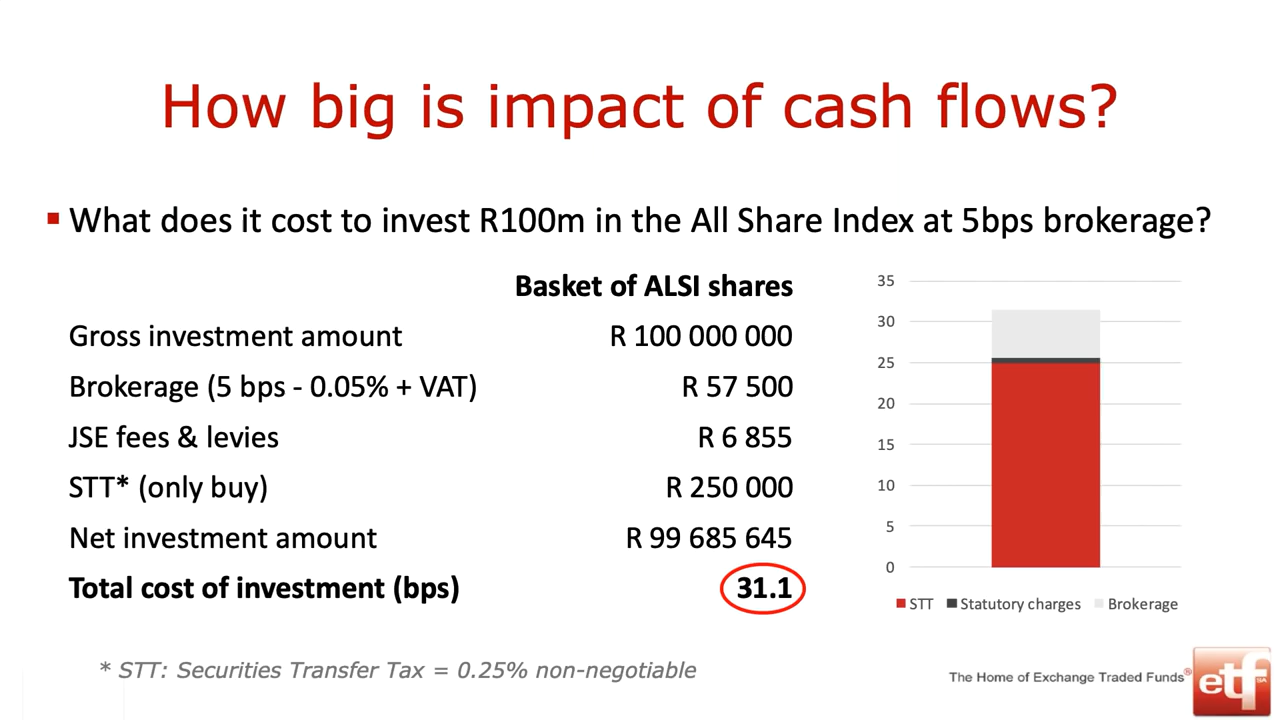 How big is impact of cash flows?
What does it cost to invest R100m in the All Share Index at 5bps brokerage?
Basket of ALSI shares
Gross investment amount R 100 000 000
Brokerage (5 bps - 0.05% + VAT) R 57 500
JSE fees & levies R 6 855
STT* (only buy) R 250 000
Net investment amount R 99 685 645
Total cost of investment (bps) 31.1
35
30
25
20
15
10
5
0
STT Statutory charges Brokerage
* STT: Securities Transfer Tax = 0.25% non-negotiable
The Home of Exchange Traded Funds®
etfSA